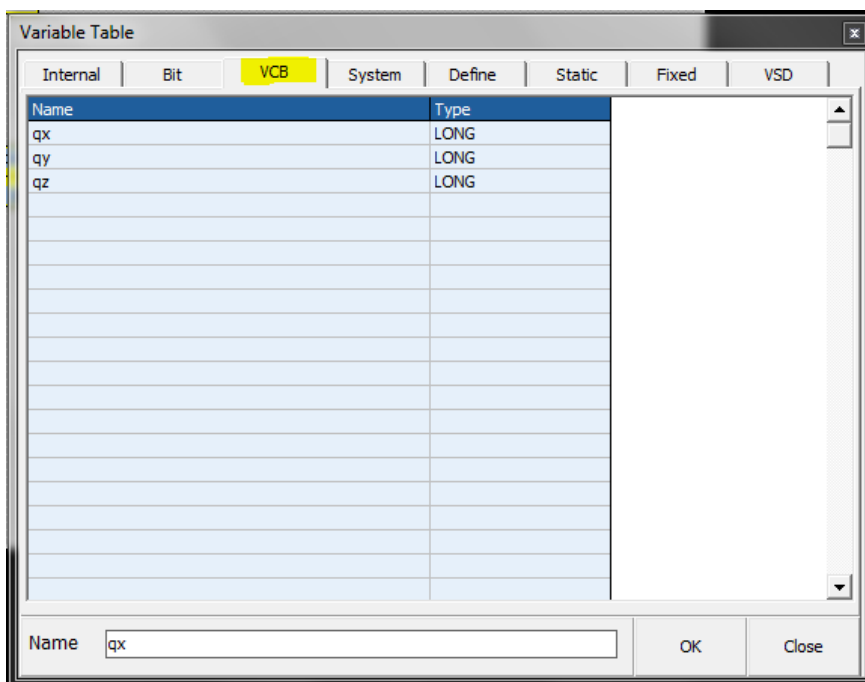 Variable Table x
Internal Bit VCB System Define Static Fixed VSD
Name Type
qx LONG
qy LONG
qz LONG
Name qx OK Close